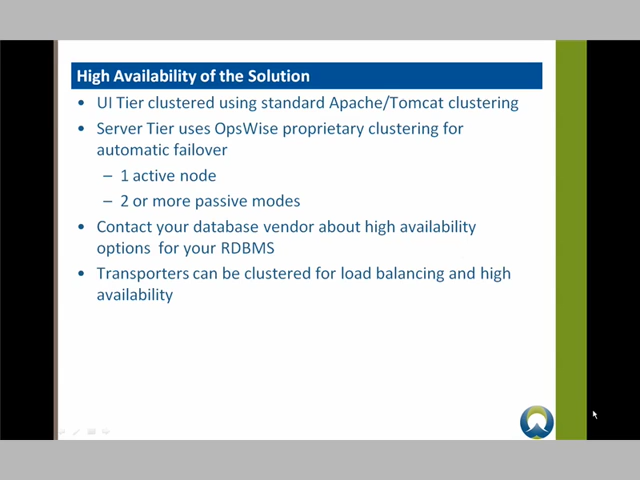 High Availability of the Solution
• UI Tier clustered using standard Apache/Tomcat clustering
• Server Tier uses OpsWise proprietary clustering for
automatic failover
– 1 active node
– 2 or more passive modes
• Contact your database vendor about high availability
options for your RDBMS
• Transporters can be clustered for load balancing and high
availability